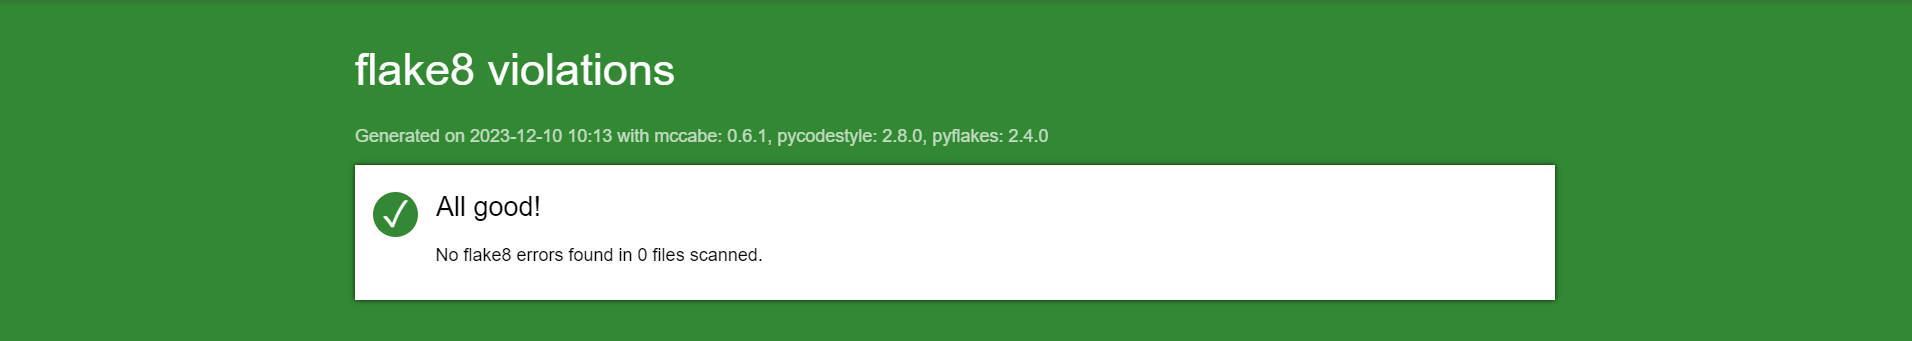 flake8 violations
Generated on 2023-12-10 10:13 with mccabe: 0.6.1, pycodestyle: 2.8.0, pyflakes: 2.4.0
All good!
No flake8 errors found in 0 files scanned.